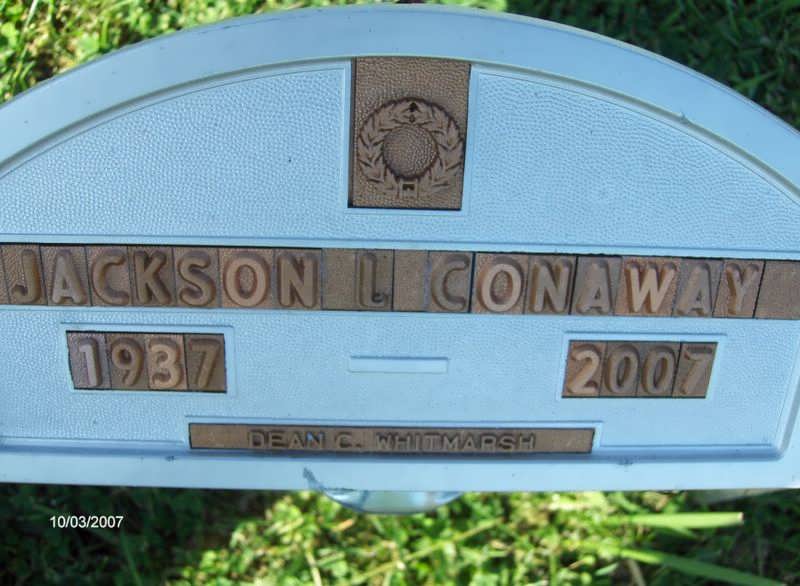 JACKSON L CONAWAY
1937 2007
DEAN C. WHITMARSH
10/03/2007